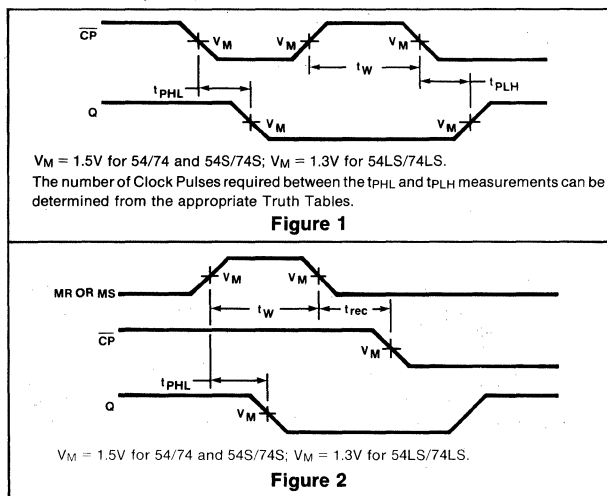 CP
VM VM VM
tW
tPHL tPLH
Q
VM VM
VM = 1.5V for 54/74 and 54S/74S; VM = 1.3V for 54LS/74LS.
The number of Clock Pulses required between the tPHL and tPLH measurements can be
determined from the appropriate Truth Tables.
Figure 1
VM VM
MR OR MS
tW trec
CP
VM
tPHL
Q
VM
VM = 1.5V for 54/74 and 54S/74S; VM = 1.3V for 54LS/74LS.
Figure 2